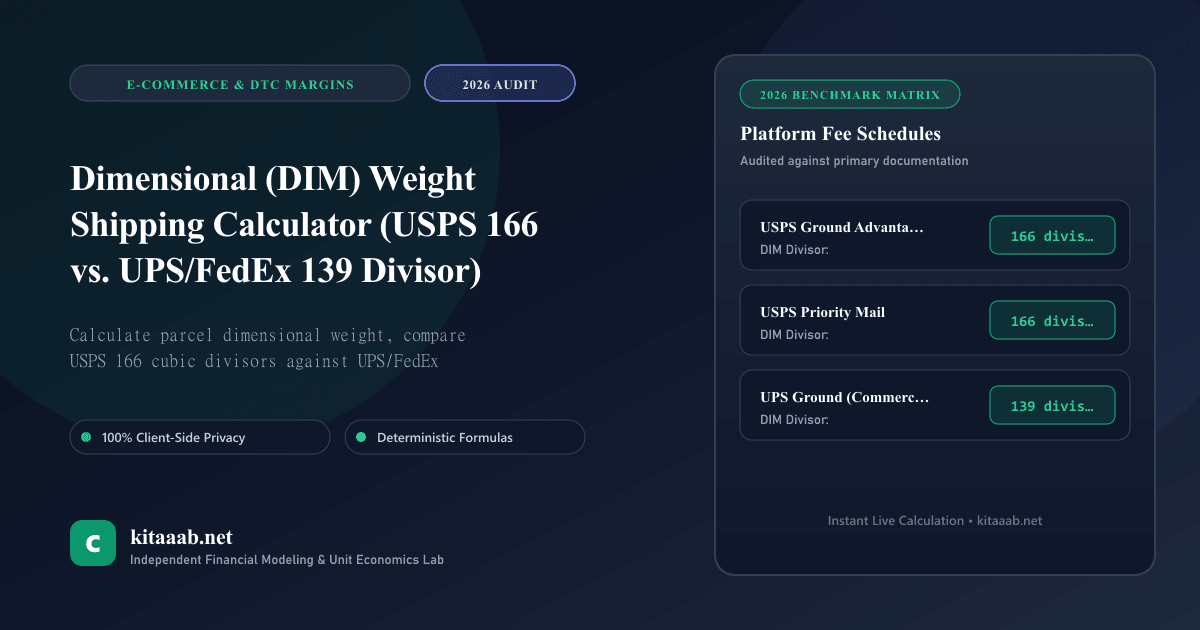 E-COMMERCE & DTC MARGINS
2026 AUDIT
Dimensional (DIM) Weight
Shipping Calculator (USPS 166
vs. UPS/FedEx 139 Divisor)
Calculate parcel dimensional weight, compare
USPS 166 cubic divisors against UPS/FedEx
100% Client-Side Privacy
Deterministic Formulas
C
kitaaab.net
Independent Financial Modeling & Unit Economics Lab
2026 BENCHMARK MATRIX
Platform Fee Schedules
Audited against primary documentation
USPS Ground Advanta…
DIM Divisor:
166 divis…
USPS Priority Mail
DIM Divisor:
166 divis…
UPS Ground (Commerc…
DIM Divisor:
139 divis…
Instant Live Calculation • kitaaab.net